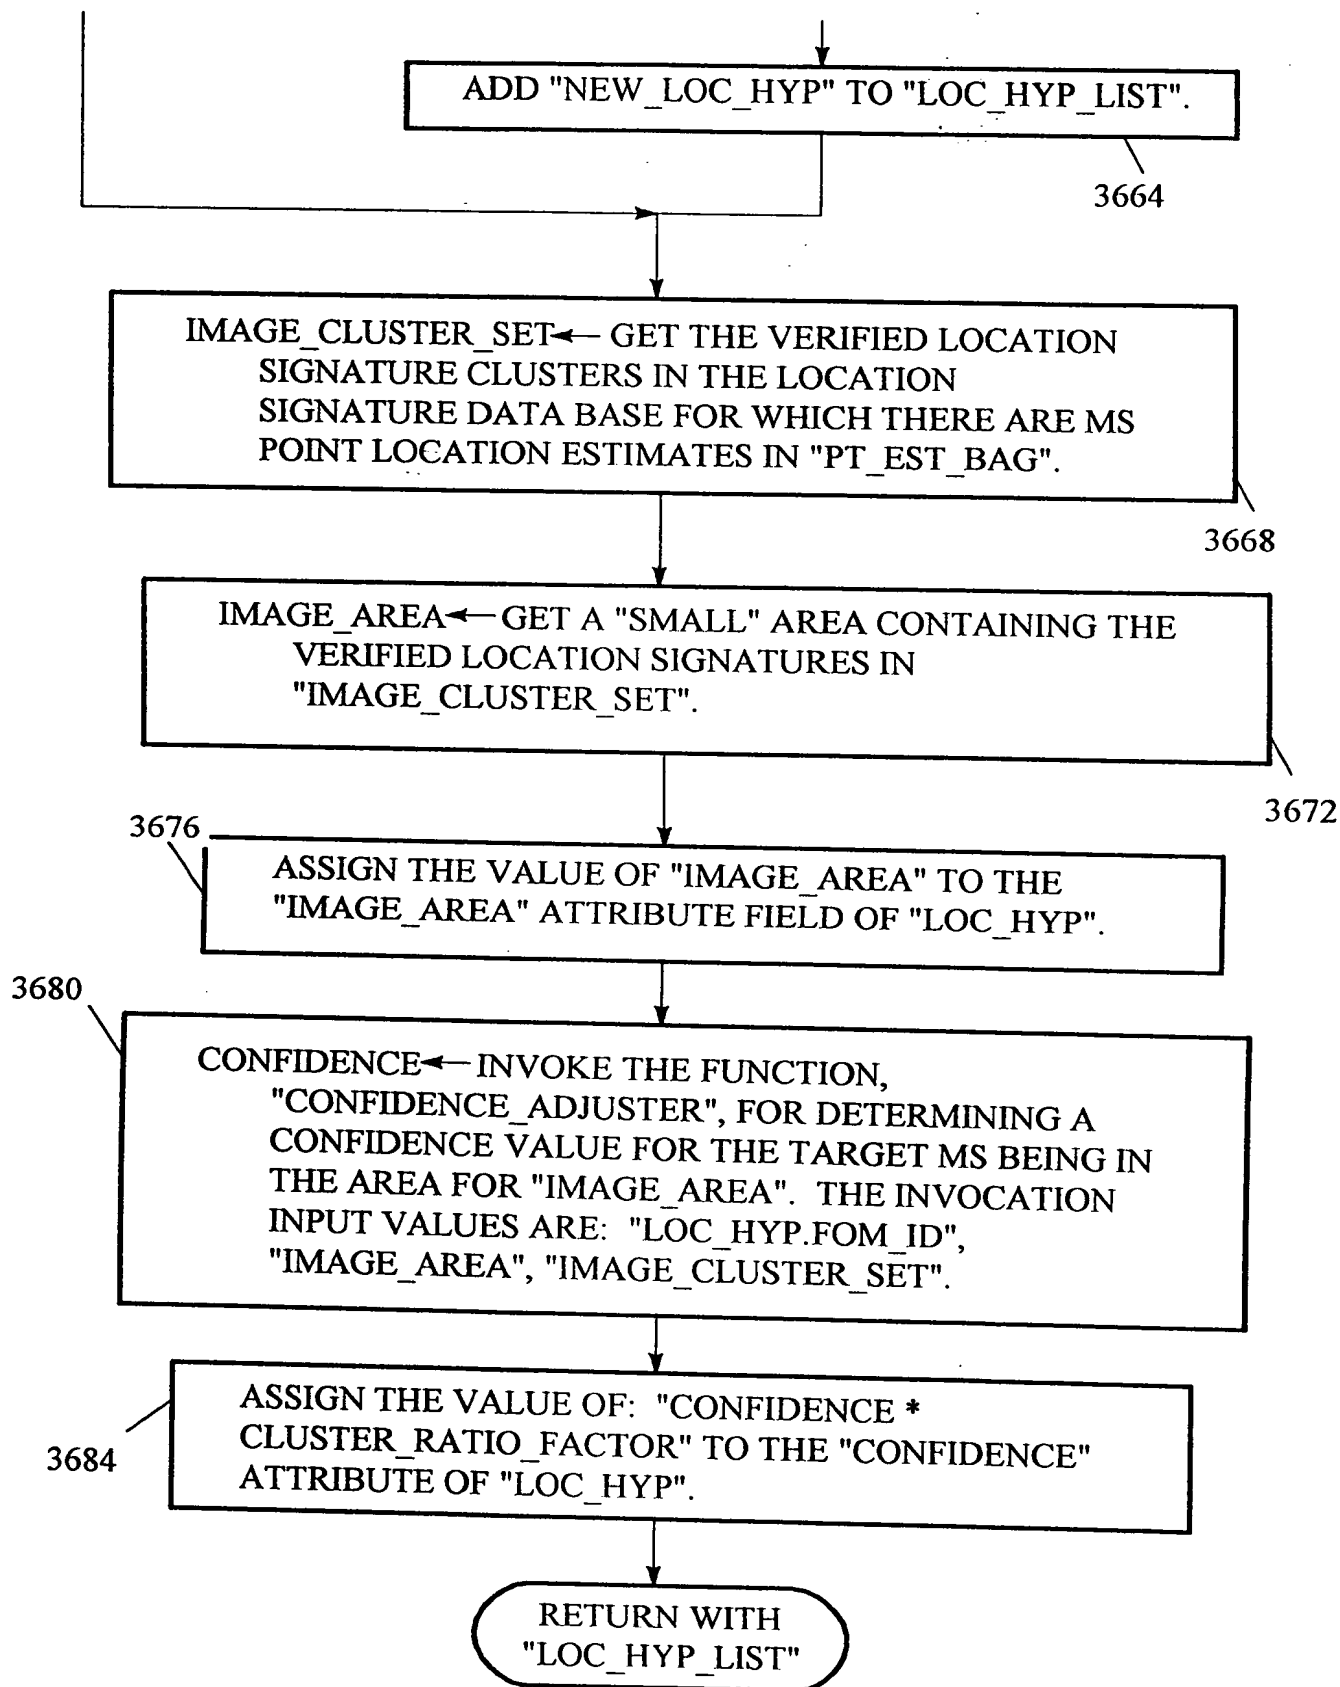 ADD "NEW_LOC_HYP" TO "LOC_HYP_LIST".
3664
IMAGE_CLUSTER_SET← GET THE VERIFIED LOCATION
SIGNATURE CLUSTERS IN THE LOCATION
SIGNATURE DATA BASE FOR WHICH THERE ARE MS
POINT LOCATION ESTIMATES IN "PT_EST_BAG".
3668
IMAGE_AREA← GET A "SMALL" AREA CONTAINING THE
VERIFIED LOCATION SIGNATURES IN
"IMAGE_CLUSTER_SET".
3672
3676
ASSIGN THE VALUE OF "IMAGE_AREA" TO THE
"IMAGE_AREA" ATTRIBUTE FIELD OF "LOC_HYP".
3680
CONFIDENCE← INVOKE THE FUNCTION,
"CONFIDENCE_ADJUSTER", FOR DETERMINING A
CONFIDENCE VALUE FOR THE TARGET MS BEING IN
THE AREA FOR "IMAGE_AREA". THE INVOCATION
INPUT VALUES ARE: "LOC_HYP.FOM_ID",
"IMAGE_AREA", "IMAGE_CLUSTER_SET".
ASSIGN THE VALUE OF: "CONFIDENCE *
CLUSTER_RATIO_FACTOR" TO THE "CONFIDENCE"
ATTRIBUTE OF "LOC_HYP".
3684
RETURN WITH
"LOC_HYP_LIST"